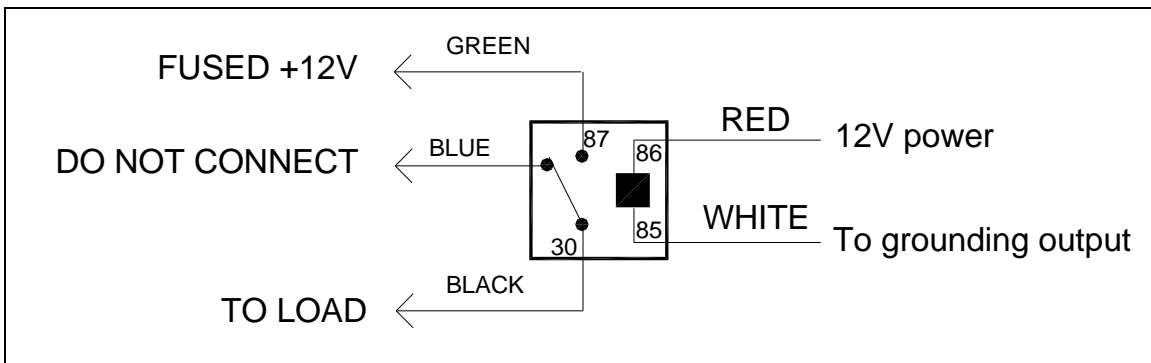 GREEN
FUSED +12V
87
RED
12V power
86
BLUE
DO NOT CONNECT
WHITE
85
To grounding output
30
BLACK
TO LOAD